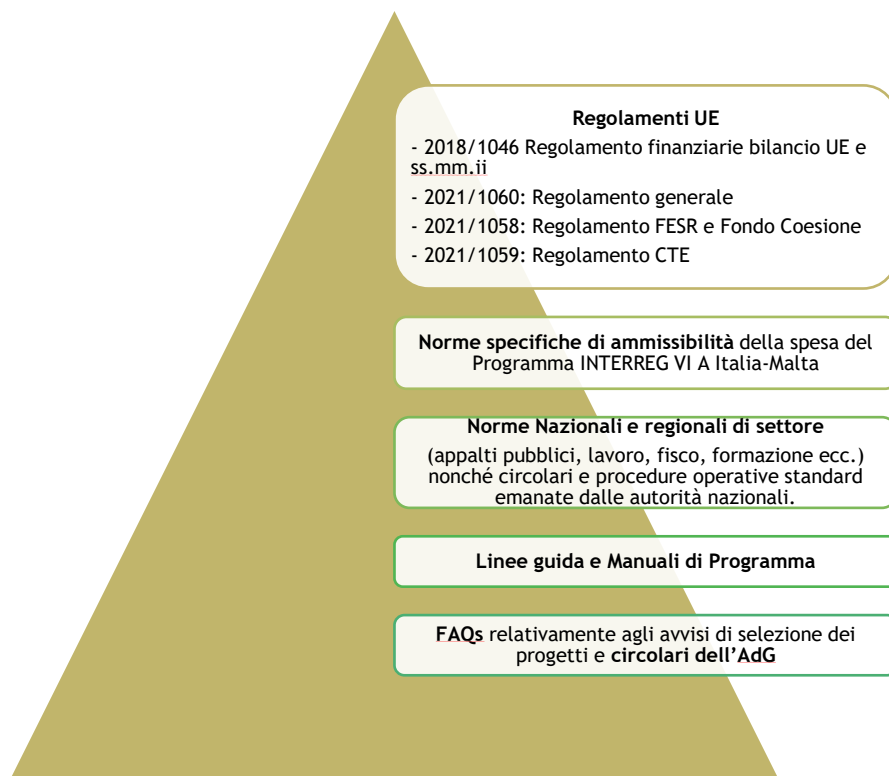 Regolamenti UE
- 2018/1046 Regolamento finanziarie bilancio UE e
ss.mm.ii
- 2021/1060: Regolamento generale
- 2021/1058: Regolamento FESR e Fondo Coesione
- 2021/1059: Regolamento CTE
Norme specifiche di ammissibilità della spesa del
Programma INTERREG VI A Italia-Malta
Norme Nazionali e regionali di settore
(appalti pubblici, lavoro, fisco, formazione ecc.)
nonché circolari e procedure operative standard
emanate dalle autorità nazionali.
Linee guida e Manuali di Programma
FAQs relativamente agli avvisi di selezione dei
progetti e circolari dell’AdG